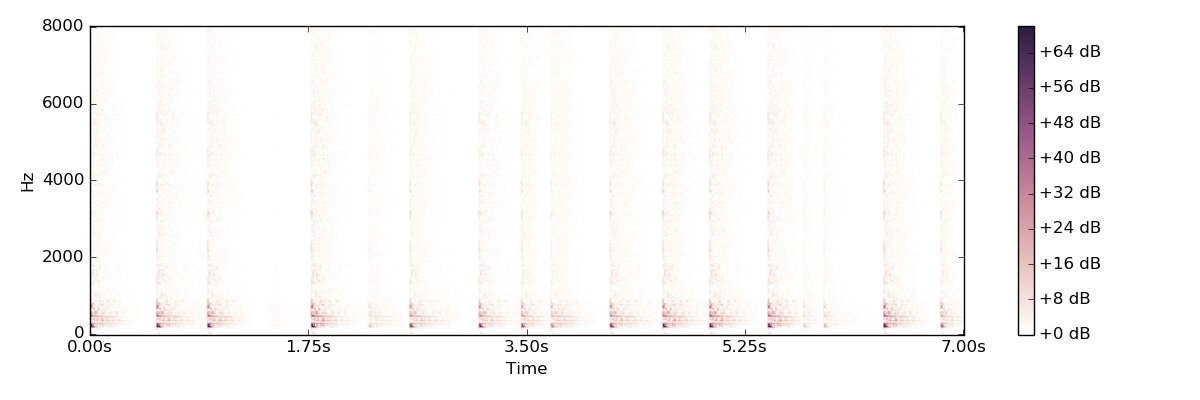 8000
6000
4000
2000
0
Hz
0.00s 1.75s 3.50s 5.25s 7.00s
Time
+64 dB
+56 dB
+48 dB
+40 dB
+32 dB
+24 dB
+16 dB
+8 dB
+0 dB